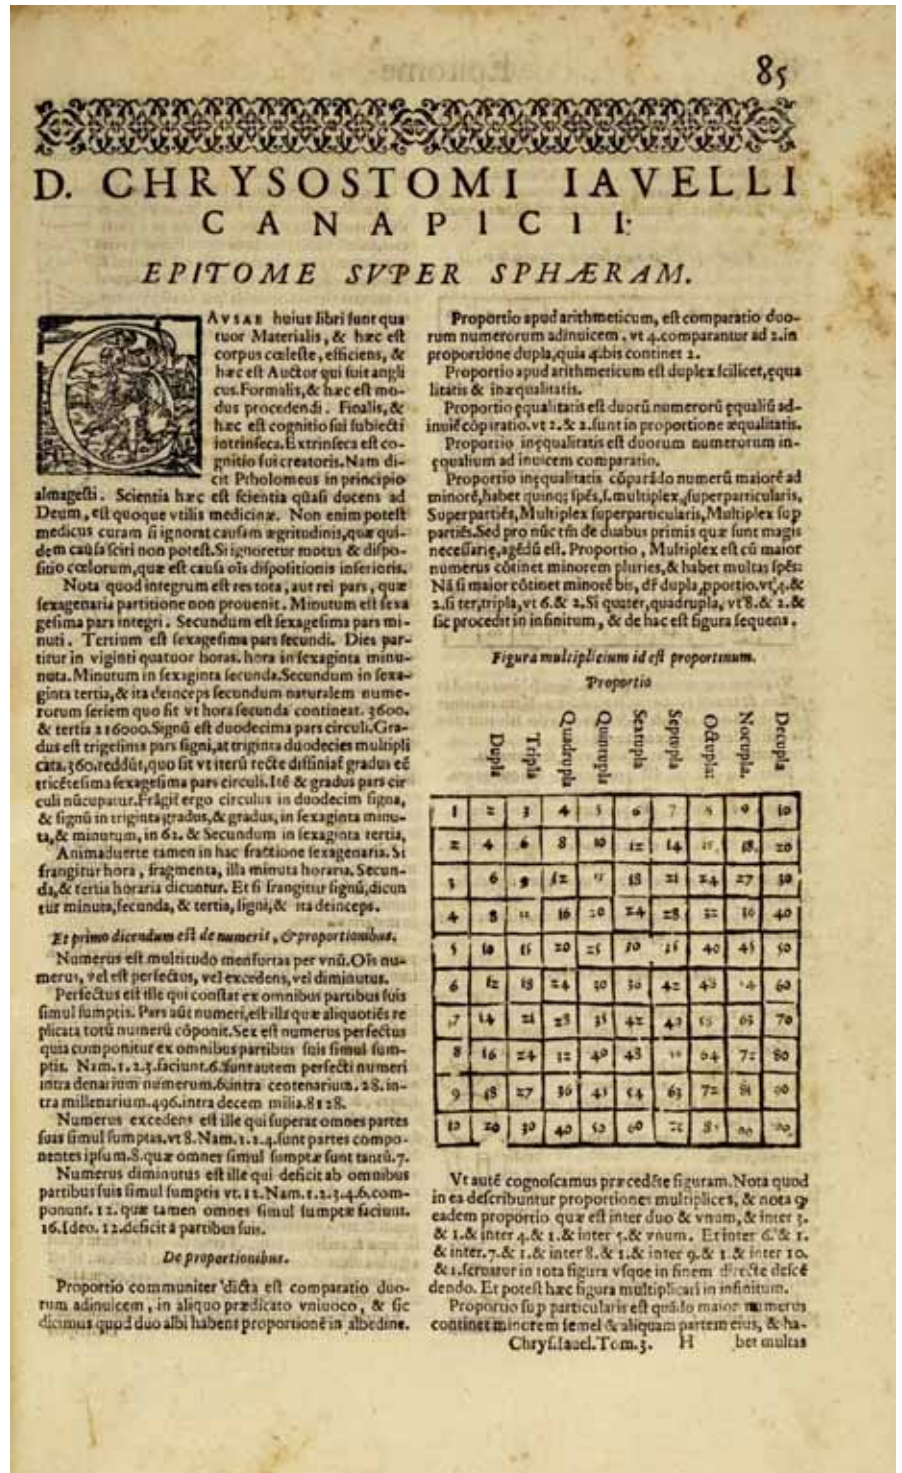 85
D. CHRYSOSTOMI IAVELLI
CANAPICII:
EPITOME SVPER SPHÆRAM.
CAVSAE huius libri sunt qua
tuor Materialis, & hæc est
corpus cœleste, efficiens, &
hæc est Auctor qui fuit angli
cus. Formalis, & hæc est mo-
dus procedendi. Finalis, &
hæc est cognitio sui subiecti
intrinseca. Extrinseca est co-
gnitio sui creatoris. Nam di-
cit Ptholomeus in principio
almagesti. Scientia hæc est scientia quasi ducens ad
Deum, est quoque vtilis medicinæ. Non enim potest
medicus curam si ignorat causam ægritudinis, quæ qui-
dem causa sciri non potest. Si ignoretur motus & dispo-
sitio cœlorum, quæ est causa oīs dispositionis inferioris.
Nota quod integrum est res tota, aut rei pars, quæ
sexagenaria partitione non prouenit. Minutum est sexa
gesima pars integri. Secundum est sexagesima pars mi-
nuti. Tertium est sexagesima pars secundi. Dies par-
titur in viginti quatuor horas. hora in sexaginta minu-
nuta. Minutum in sexaginta secunda. Secundum in sexa-
ginta tertia, & ita deinceps secundum naturalem nume-
rorum seriem quo fit vt hora secunda contineat. 3600.
& tertia 216000. Signū est duodecima pars circuli. Gra-
dus est trigesima pars signi, at triginta duodecies multipli
cata. 360. reddūt, quo fit vt iterū recte diffiniat gradus eē
tricētesima sexagesima pars circuli. Itē & gradus pars cir
culi nūcupatur. Frāgit ergo circulus in duodecim signa,
& signū in triginta gradus, & gradus, in sexaginta minu-
ta, & minutum, in 62. & Secundum in sexaginta tertia,
Animaduerte tamen in hac fractione sexagenaria. Si
frangitur hora, fragmenta, illa minuta horaria. Secun-
da, & tertia horaria dicuntur. Et si frangitur signū, dicun
tur minuta, secunda, & tertia, signi, & ita deinceps.
Et primo dicendum est de numeris, & proportionibus.
Numerus est multitudo mensurtas per vnū. Oīs nu-
merus, vel est perfectus, vel excedens, vel diminutus.
Perfectus est ille qui constat ex omnibus partibus suis
simul sumptis. Pars aūt numeri, est illa quæ aliquotiēs re
plicata totū numerū cōponit. Sex est numerus perfectus
quia componitur ex omnibus partibus suis simul sum-
ptis. Nam. 1. 2. 3. faciunt. 6. sunt autem perfecti numeri
intra denarium numerum. 6. intra centenarium. 28. in-
tra millenarium. 496. intra decem milia. 8128.
Numerus excedens est ille qui superat omnes partes
suas simul sumptas. vt 8. Nam. 1. 2. 4. sunt partes compo-
nentes ipsum. 8. quæ omnes simul sumptæ sunt tantū. 7.
Numerus diminutus est ille qui deficit ab omnibus
partibus suis simul sumptis vt. 12. Nam. 1. 2. 3. 4. 6. com-
ponunt. 12. quæ tamen omnes simul sumptæ faciunt.
16. Ideo. 12. deficit à partibus suis.
De proportionibus.
Proportio communiter dicta est comparatio duo-
rum adinuicem, in aliquo prædicato vniuoco, & sic
dicimus quod duo albi habent proportionē in albedine.
Proportio apud arithmeticum, est comparatio duo-
rum numerorum adinuicem. vt 4. comparantur ad 2. in
proportione dupla, quia 4. bis continet 2.
Proportio apud arithmeticum est duplex scilicet, ęqua
litatis & inæqualitatis.
Proportio ęqualitatis est duorū numerorū ęqualiū ad-
inuicē cōparatio. vt 2. & 2. sunt in proportione æqualitatis.
Proportio inęqualitatis est duorum numerorum in-
ęqualium ad inuicem comparatio.
Proportio inęqualitatis cōparādo numerū maiorē ad
minorē, habet quinq; spēs, s. multiplex, superparticularis,
Superpartiēs, Multiplex superparticularis, Multiplex sup
partiēs. Sed pro nūc tm̄ de duabus primis quæ sunt magis
necessarię, agēdū est. Proportio, Multiplex est cū maior
numerus cōtinet minorem pluries, & habet multas spēs:
Nā si maior cōtinet minorē bis, dr̄ dupla, pportio. vt, 4. &
2. si ter, tripla, vt 6. & 2. Si quater, quadrupla, vt 8. & 2. &
sic procedit in infinitum, & de hac est figura sequens.
Figura multiplicium id est proportinum.
Proportio
Dupla Tripla Quadrupla Quintupla Sextupla Septupla Octupla: Nocupla. Decupla
1 2 3 4 5 6 7 8 9 10
2 4 6 8 10 12 14 18. 20
3 6 9 12 15 18 21 24 27 30
4 8 12 16 20 24 28 32 36 40
5 10 15 20 25 30 35 40 45 50
6 12 18 24 30 36 42 48 60
7 14 21 28 35 42 63 70
8 16 24 32 40 48 64 72 80
9 18 27 36 45 54 63 72 81 90
10 20 30 40 50 60
Vt autē cognoscamus præcedēte figuram. Nota quod
in ea describuntur proportiones multiplices, & nota ꝙ
eadem proportio quæ est inter duo & vnum, & inter 3.
& 1. & inter 4. & 1. & inter 5. & vnum. Et inter 6. & 1.
& inter. 7. & 1. & inter 8. & 1. & inter 9. & 1. & inter 10.
& 1. seruatur in tota figura vsque in finem directe descē
dendo. Et potest hæc figura multiplicari in infinitum.
Proportio sup particularis est quādo maior numerus
continet minorem semel & aliquam partem eius, & ha-
Chrys. Iauel. Tom. 3. H bet multas